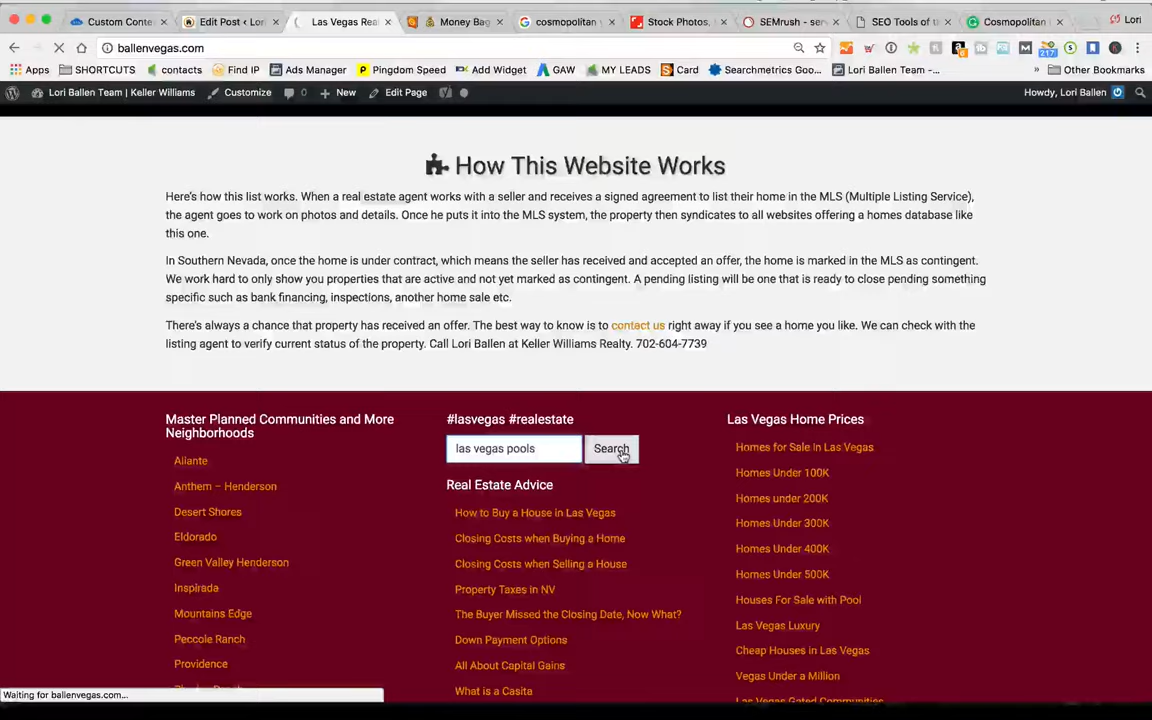 Custom Conte
Edit Post ‹ Lor
Las Vegas Rea
Money Bag
cosmopolitan
Stock Photos,
SEMrush - ser
SEO Tools of t
Cosmopolitan
Lori
ballenvegas.com
217
Apps
SHORTCUTS
contacts
Find IP
Ads Manager
Pingdom Speed
Add Widget
GAW
MY LEADS
Card
Searchmetrics Goo...
Lori Ballen Team -...
»
Other Bookmarks
Lori Ballen Team | Keller Williams
Customize
0
New
Edit Page
Howdy, Lori Ballen
How This Website Works
Here's how this list works. When a real estate agent works with a seller and receives a signed agreement to list their home in the MLS (Multiple Listing Service),
the agent goes to work on photos and details. Once he puts it into the MLS system, the property then syndicates to all websites offering a homes database like
this one.
In Southern Nevada, once the home is under contract, which means the seller has received and accepted an offer, the home is marked in the MLS as contingent.
We work hard to only show you properties that are active and not yet marked as contingent. A pending listing will be one that is ready to close pending something
specific such as bank financing, inspections, another home sale etc.
There's always a chance that property has received an offer. The best way to know is to contact us right away if you see a home you like. We can check with the
listing agent to verify current status of the property. Call Lori Ballen at Keller Williams Realty. 702-604-7739
Master Planned Communities and More
Neighborhoods
Aliante
Anthem – Henderson
Desert Shores
Eldorado
Green Valley Henderson
Inspirada
Mountains Edge
Peccole Ranch
Providence
#lasvegas #realestate
las vegas pools
Search
Real Estate Advice
How to Buy a House in Las Vegas
Closing Costs when Buying a Home
Closing Costs when Selling a House
Property Taxes in NV
The Buyer Missed the Closing Date, Now What?
Down Payment Options
All About Capital Gains
What is a Casita
Las Vegas Home Prices
Homes for Sale in Las Vegas
Homes Under 100K
Homes under 200K
Homes Under 300K
Homes Under 400K
Homes Under 500K
Houses For Sale with Pool
Las Vegas Luxury
Cheap Houses in Las Vegas
Vegas Under a Million
Las Vegas Gated Communities
Waiting for ballenvegas.com...